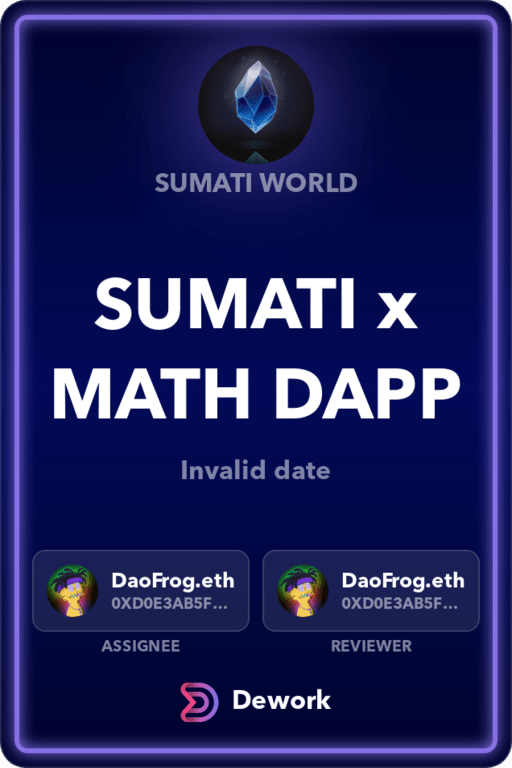 SUMATI WORLD
SUMATI x
MATH DAPP
Invalid date
DaoFrog.eth
0XD0E3AB5F...
ASSIGNEE
DaoFrog.eth
0XD0E3AB5F...
REVIEWER
Dework